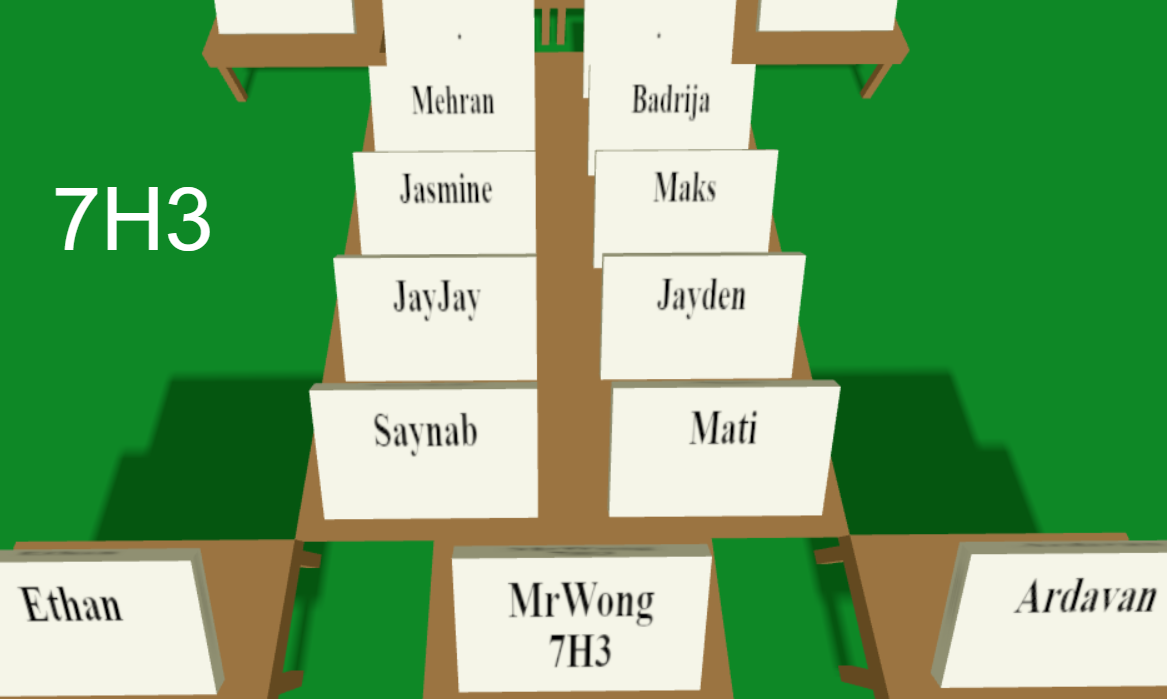 .
.
Mehran
Badrija
Jasmine
Maks
7H3
JayJay
Jayden
Saynab
Mati
Ethan
MrWong
7H3
Ardavan